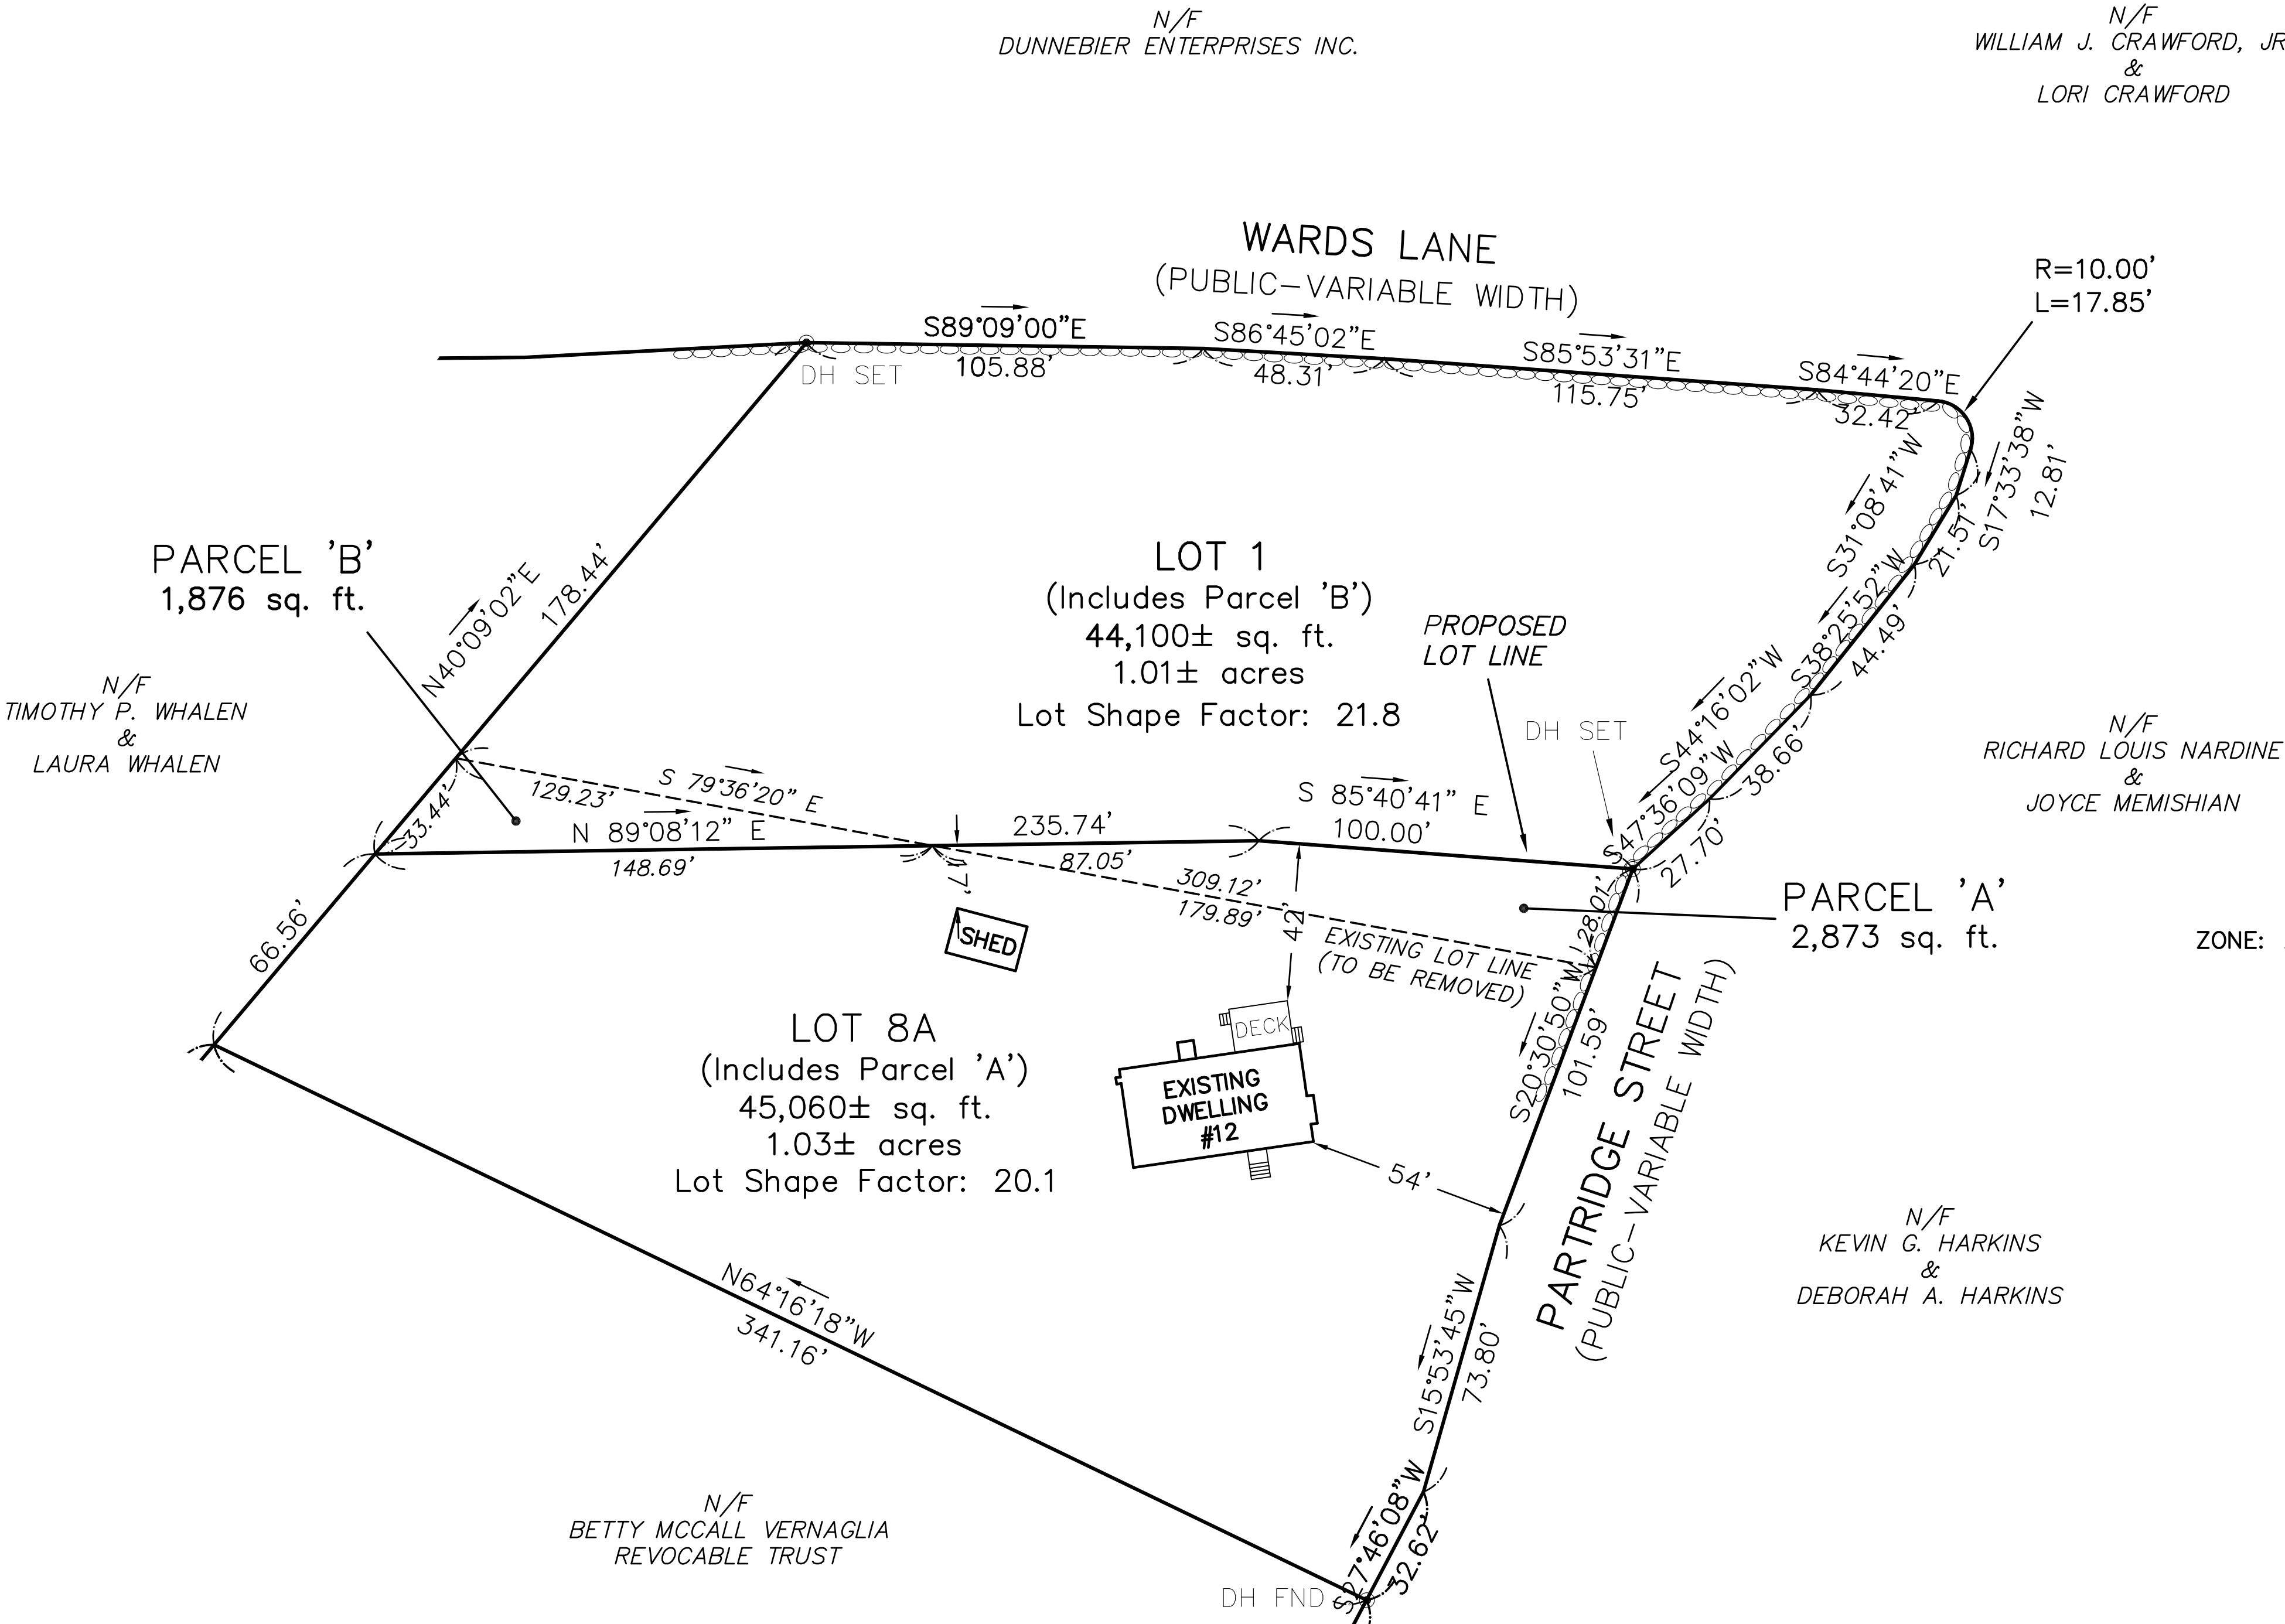 N/F
DUNNEBIER ENTERPRISES INC.
N/F
WILLIAM J. CRAWFORD, JR
&
LORI CRAWFORD
WARDS LANE
(PUBLIC-VARIABLE WIDTH)
R=10.00'
L=17.85'
S89°09'00"E
105.88'
S86°45'02"E
48.31'
S85°53'31"E
115.75'
S84°44'20"E
32.42'
DH SET
S17°33'38"W
12.81'
S31°08'41"W
21.51'
S38°25'52"W
44.49'
S44°16'02"W
38.66'
S47°36'09"W
27.70'
PARCEL 'B'
1,876 sq. ft.
N40°09'02"E
178.44'
LOT 1
(Includes Parcel 'B')
44,100± sq. ft.
1.01± acres
Lot Shape Factor: 21.8
PROPOSED
LOT LINE
DH SET
N/F
TIMOTHY P. WHALEN
&
LAURA WHALEN
N/F
RICHARD LOUIS NARDINE
&
JOYCE MEMISHIAN
33.44'
129.23'
S 79°36'20" E
N 89°08'12" E
148.69'
235.74'
87.05'
S 85°40'41" E
100.00'
309.12'
179.89'
17'
42'
SHED
EXISTING LOT LINE
(TO BE REMOVED)
28.01'
PARCEL 'A'
2,873 sq. ft.
ZONE:
66.56'
LOT 8A
(Includes Parcel 'A')
45,060± sq. ft.
1.03± acres
Lot Shape Factor: 20.1
DECK
EXISTING
DWELLING
#12
54'
S20°30'50"W
101.59'
PARTRIDGE STREET
(PUBLIC-VARIABLE WIDTH)
N/F
KEVIN G. HARKINS
&
DEBORAH A. HARKINS
N64°16'18"W
341.16'
S15°53'45"W
73.80'
S27°46'08"W
32.62'
DH FND
N/F
BETTY MCCALL VERNAGLIA
REVOCABLE TRUST